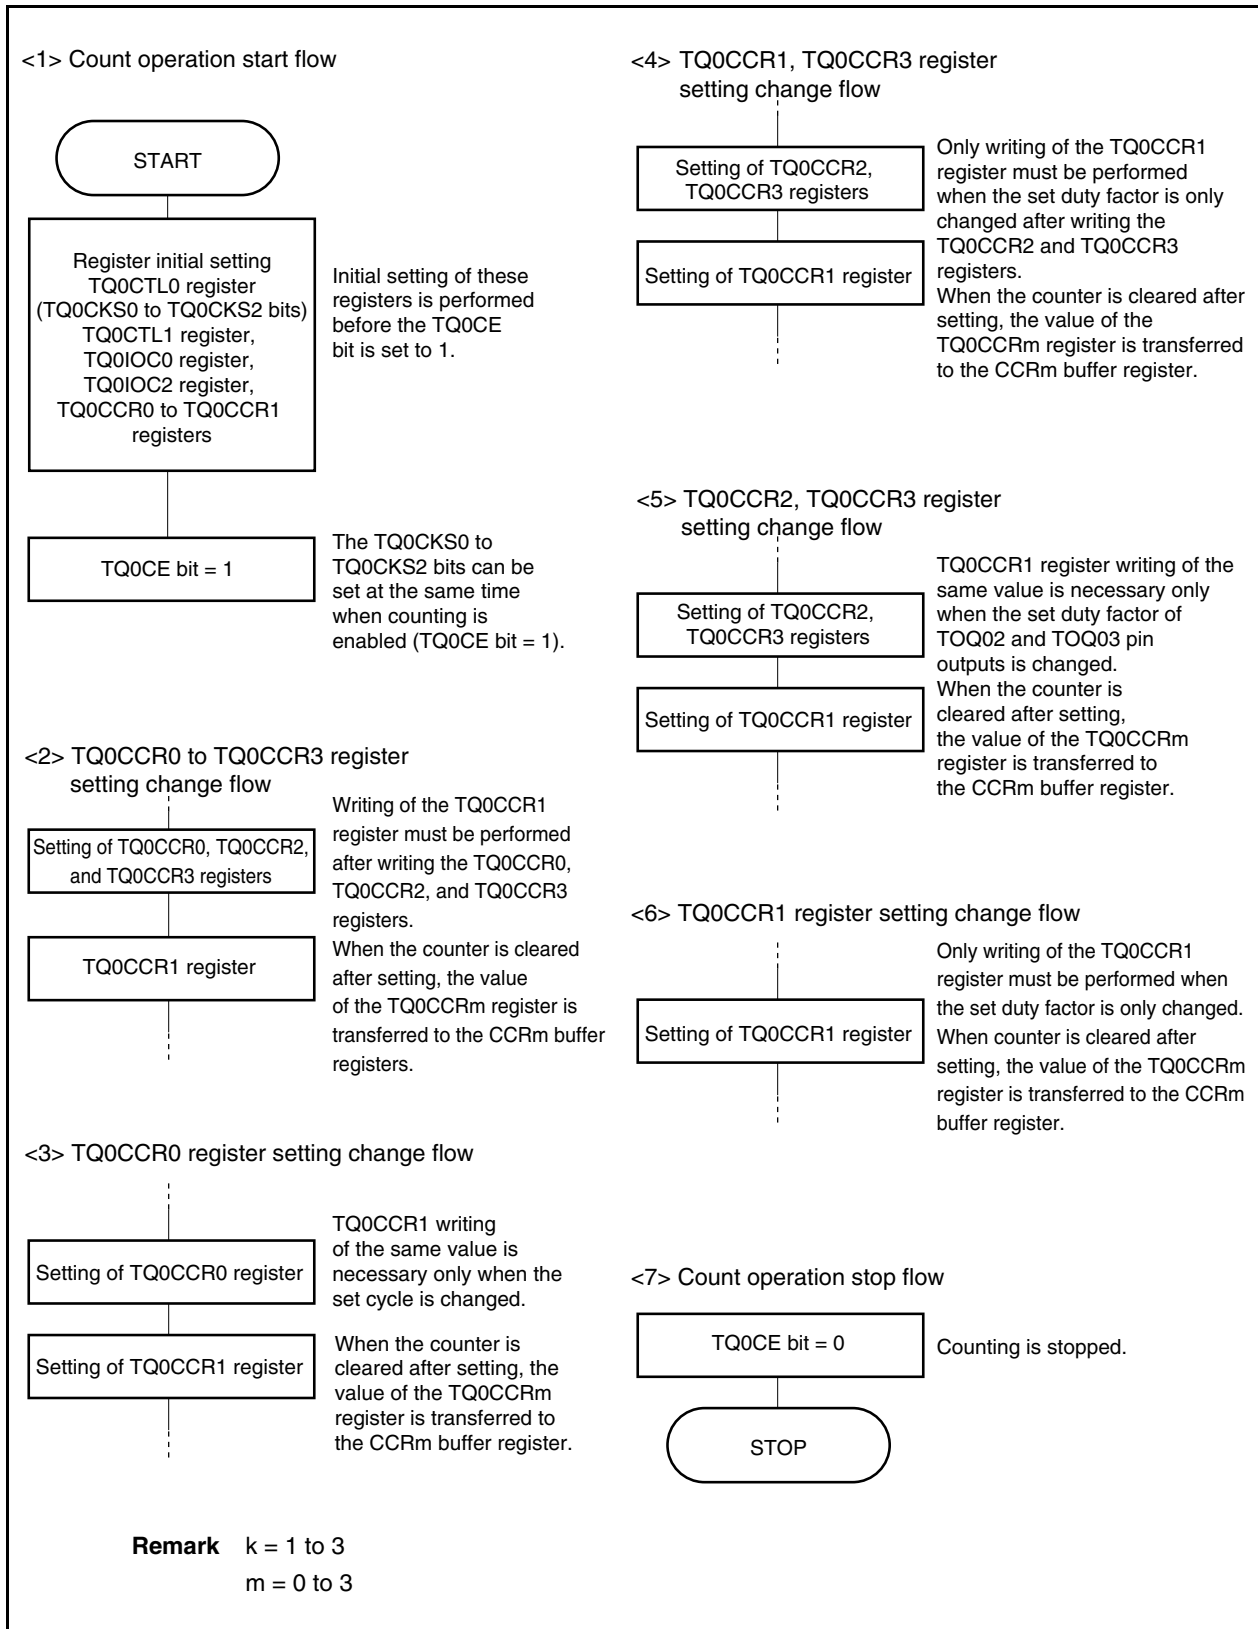 <1> Count operation start flow
START
Register initial setting
TQ0CTL0 register
(TQ0CKS0 to TQ0CKS2 bits)
TQ0CTL1 register,
TQ0IOC0 register,
TQ0IOC2 register,
TQ0CCR0 to TQ0CCR1
registers
Initial setting of these
registers is performed
before the TQ0CE
bit is set to 1.
TQ0CE bit = 1
The TQ0CKS0 to
TQ0CKS2 bits can be
set at the same time
when counting is
enabled (TQ0CE bit = 1).
<2> TQ0CCR0 to TQ0CCR3 register
setting change flow
Setting of TQ0CCR0, TQ0CCR2,
and TQ0CCR3 registers
TQ0CCR1 register
Writing of the TQ0CCR1
register must be performed
after writing the TQ0CCR0,
TQ0CCR2, and TQ0CCR3
registers.
When the counter is cleared
after setting, the value
of the TQ0CCRm register is
transferred to the CCRm buffer
registers.
<3> TQ0CCR0 register setting change flow
Setting of TQ0CCR0 register
TQ0CCR1 writing
of the same value is
necessary only when the
set cycle is changed.
Setting of TQ0CCR1 register
When the counter is
cleared after setting, the
value of the TQ0CCRm
register is transferred to
the CCRm buffer register.
<4> TQ0CCR1, TQ0CCR3 register
setting change flow
Setting of TQ0CCR2,
TQ0CCR3 registers
Setting of TQ0CCR1 register
Only writing of the TQ0CCR1
register must be performed
when the set duty factor is only
changed after writing the
TQ0CCR2 and TQ0CCR3
registers.
When the counter is cleared after
setting, the value of the
TQ0CCRm register is transferred
to the CCRm buffer register.
<5> TQ0CCR2, TQ0CCR3 register
setting change flow
Setting of TQ0CCR2,
TQ0CCR3 registers
Setting of TQ0CCR1 register
TQ0CCR1 register writing of the
same value is necessary only
when the set duty factor of
TOQ02 and TOQ03 pin
outputs is changed.
When the counter is
cleared after setting,
the value of the TQ0CCRm
register is transferred to
the CCRm buffer register.
<6> TQ0CCR1 register setting change flow
Setting of TQ0CCR1 register
Only writing of the TQ0CCR1
register must be performed when
the set duty factor is only changed.
When counter is cleared after
setting, the value of the TQ0CCRm
register is transferred to the CCRm
buffer register.
<7> Count operation stop flow
TQ0CE bit = 0
Counting is stopped.
STOP
Remark k = 1 to 3
m = 0 to 3